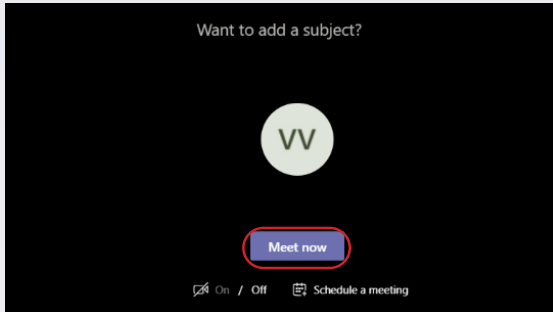 Want to add a subject?
VV
Meet now
On / Off Schedule a meeting